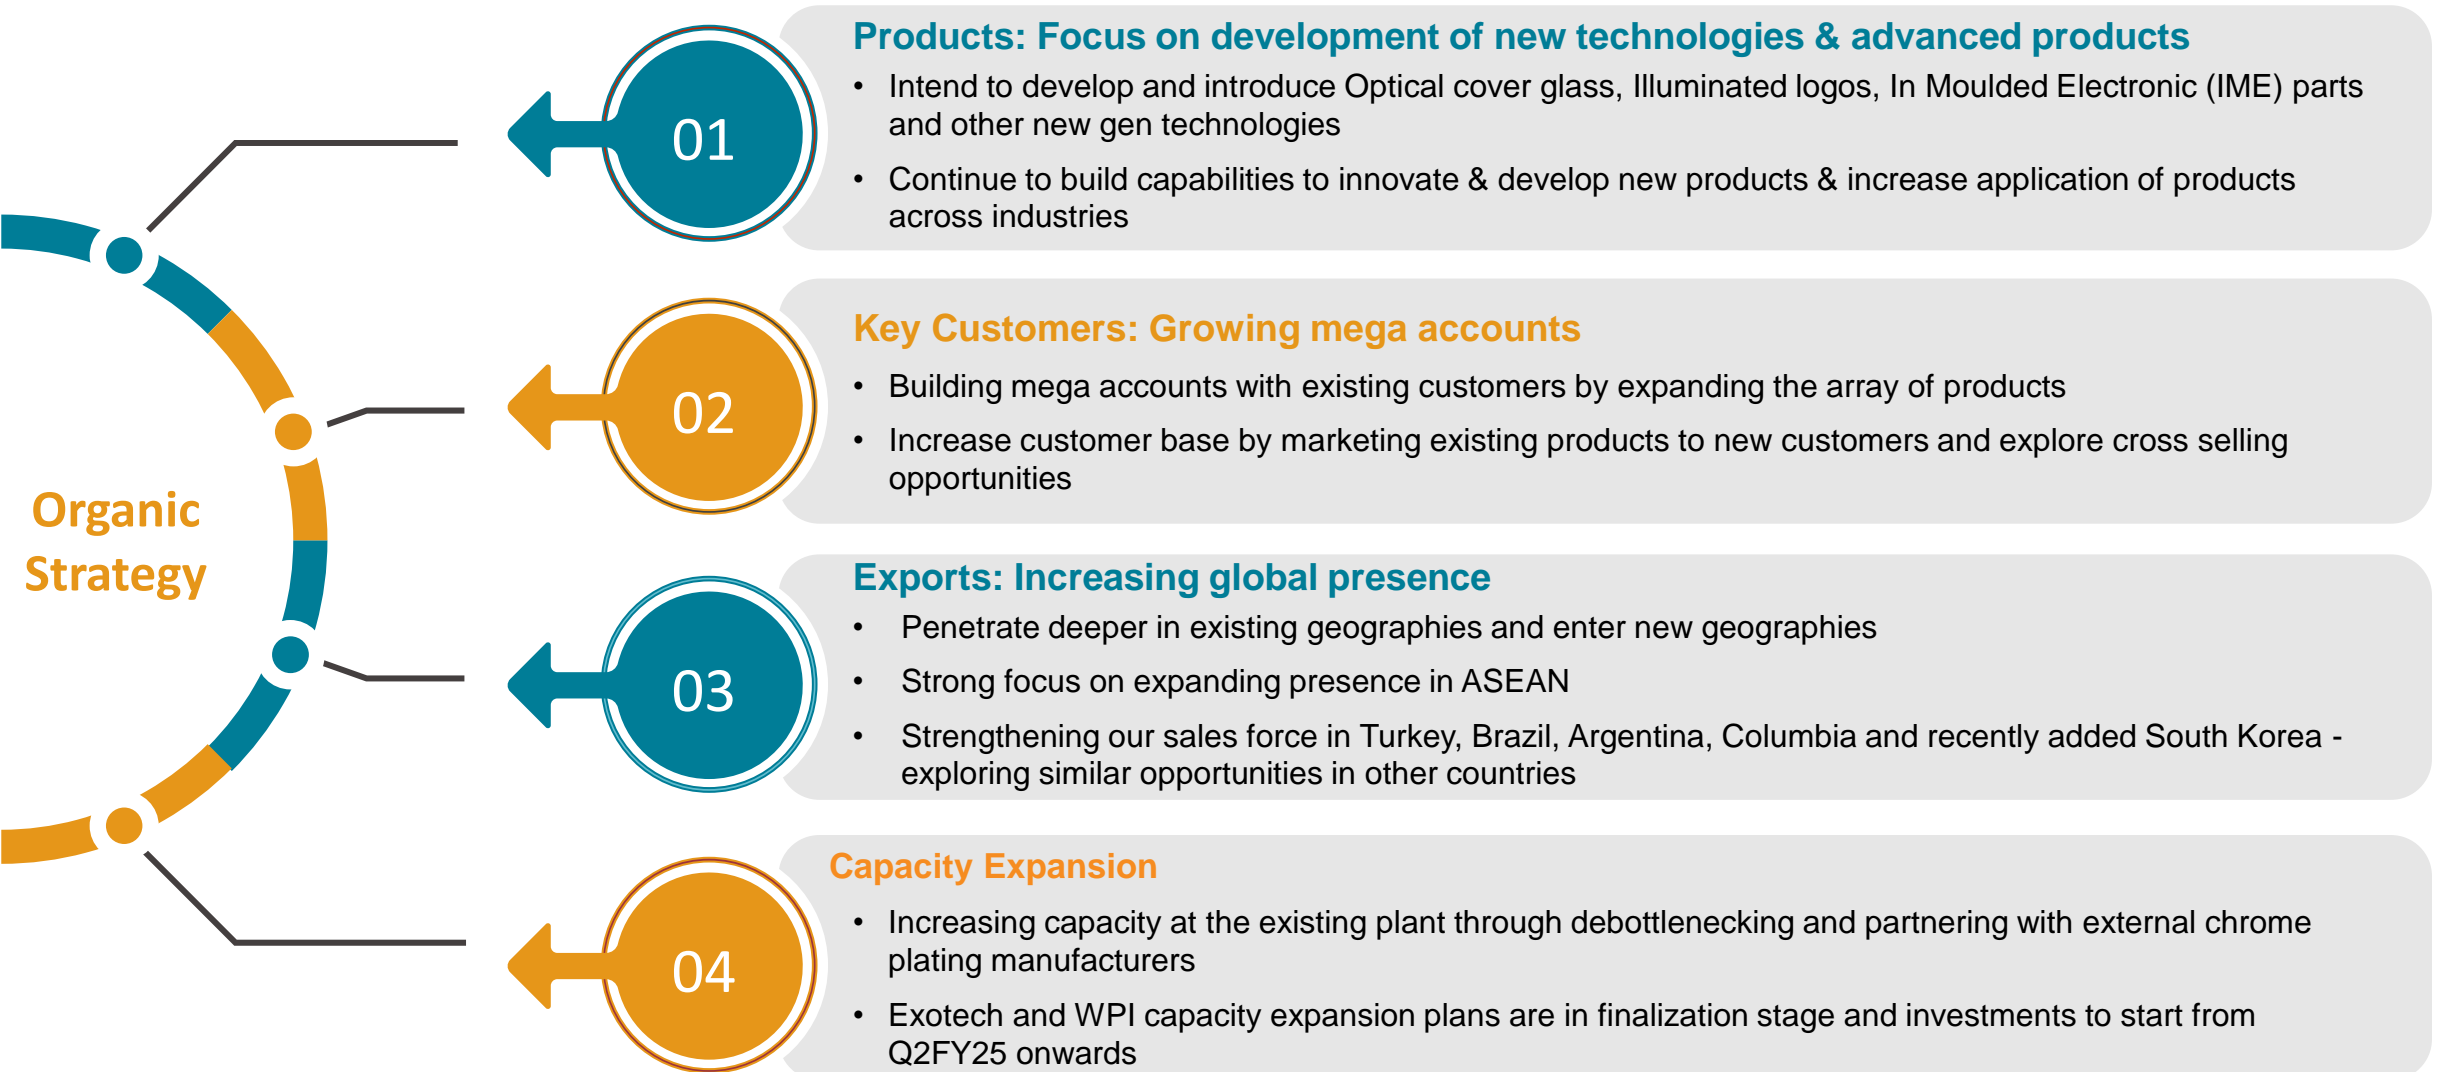 Organic
Strategy
01
Products: Focus on development of new technologies & advanced products
• Intend to develop and introduce Optical cover glass, Illuminated logos, In Moulded Electronic (IME) parts
and other new gen technologies
• Continue to build capabilities to innovate & develop new products & increase application of products
across industries
02
Key Customers: Growing mega accounts
• Building mega accounts with existing customers by expanding the array of products
• Increase customer base by marketing existing products to new customers and explore cross selling
opportunities
03
Exports: Increasing global presence
• Penetrate deeper in existing geographies and enter new geographies
• Strong focus on expanding presence in ASEAN
• Strengthening our sales force in Turkey, Brazil, Argentina, Columbia and recently added South Korea -
exploring similar opportunities in other countries
04
Capacity Expansion
• Increasing capacity at the existing plant through debottlenecking and partnering with external chrome
plating manufacturers
• Exotech and WPI capacity expansion plans are in finalization stage and investments to start from
Q2FY25 onwards